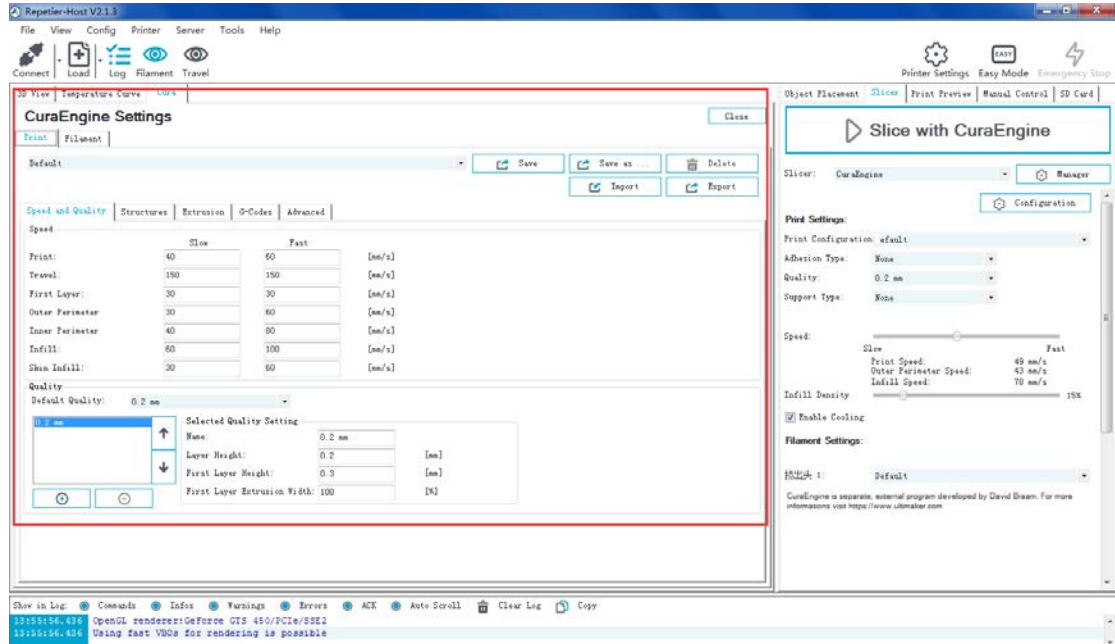 Repetier-Host V2.1.3
File View Config Printer Server Tools Help
Connect Load Log Filament Travel
Printer Settings EASY Easy Mode Emergency Stop
3D View Temperature Curve Cura
Object Placement Slicer Print Preview Manual Control SD Card
CuraEngine Settings
Close
Print Filament
Slice with CuraEngine
Default
Save Save as ... Delete
Import Export
Slicer: CuraEngine Manager
Configuration
Speed and Quality Structures Extrusion G-Codes Advanced
Speed
Slow Fast
Print: 40 60 [mm/s]
Travel: 150 150 [mm/s]
First Layer: 30 30 [mm/s]
Outer Perimeter 30 60 [mm/s]
Inner Perimeter 40 80 [mm/s]
Infill: 60 100 [mm/s]
Skin Infill: 30 60 [mm/s]
Quality
Default Quality: 0.2 mm
0.2 mm
Selected Quality Setting
Name: 0.2 mm
Layer Height: 0.2 [mm]
First Layer Height: 0.3 [mm]
First Layer Extrusion Width: 100 [%]
Print Settings:
Print Configuration: efault
Adhesion Type: None
Quality: 0.2 mm
Support Type: None
Speed:
Slow Fast
Print Speed: 49 mm/s
Outer Perimeter Speed: 43 mm/s
Infill Speed: 70 mm/s
Infill Density 15%
Enable Cooling
Filament Settings:
挤出头 1: Default
CuraEngine is separate, external program developed by David Braam. For more
informations visit https://www.ultimaker.com
Show in Log: Commands Infos Warnings Errors ACK Auto Scroll Clear Log Copy
13:55:56.436 OpenGL renderer:GeForce GTS 450/PCIe/SSE2
13:55:56.436 Using fast VBOs for rendering is possible